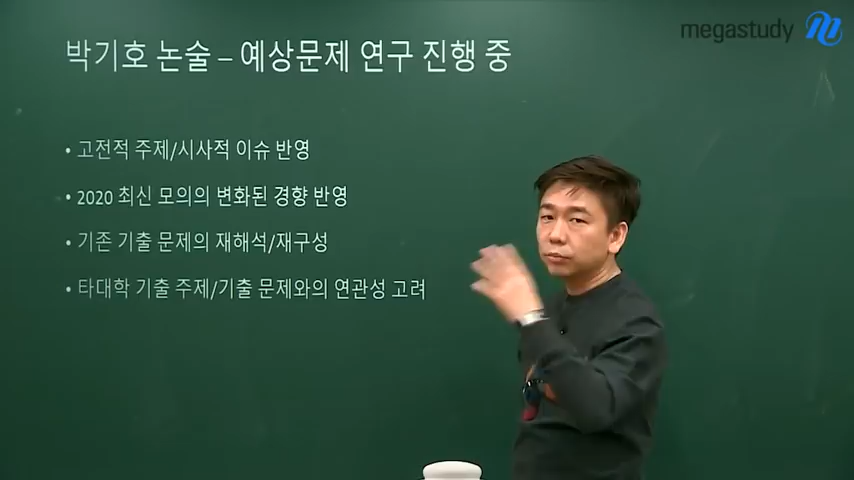 megastudy
박기호 논술 – 예상문제 연구 진행 중
• 고전적 주제/시사적 이슈 반영
• 2020 최신 모의의 변화된 경향 반영
• 기존 기출 문제의 재해석/재구성
• 타대학 기출 주제/기출 문제와의 연관성 고려